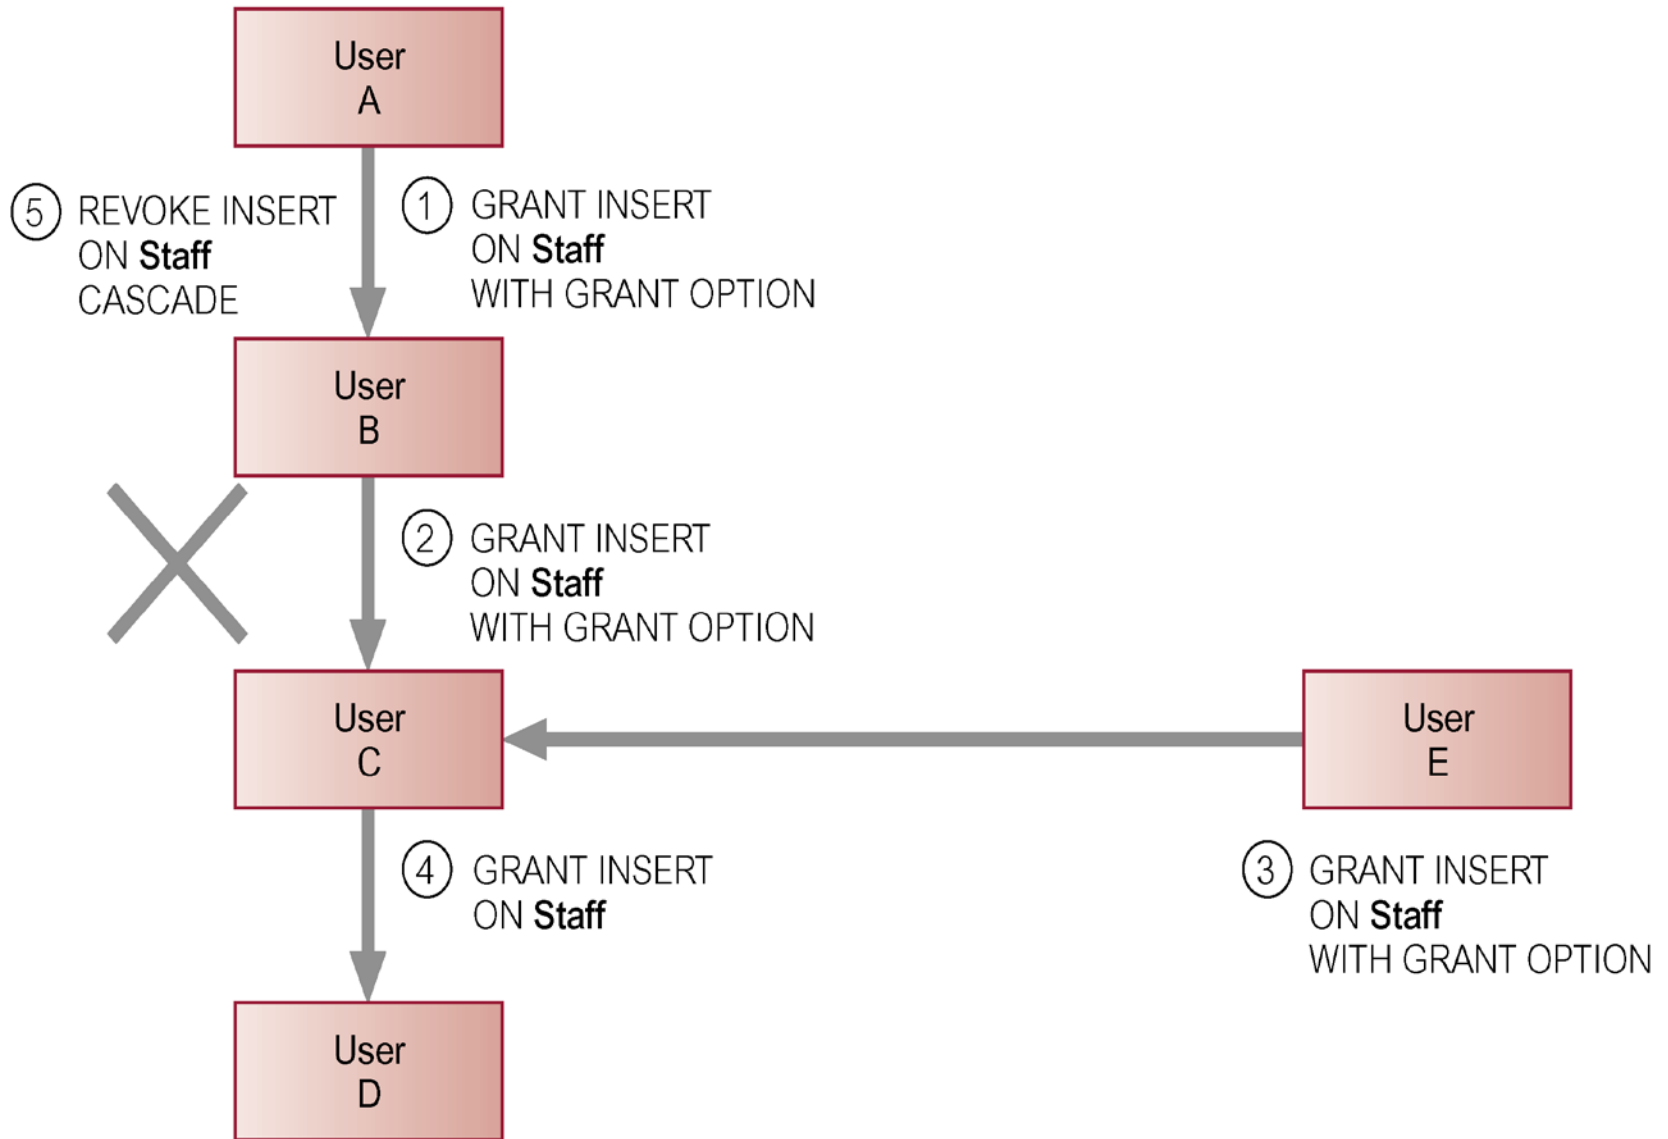 User
A
5 REVOKE INSERT
ON Staff
CASCADE
1 GRANT INSERT
ON Staff
WITH GRANT OPTION
User
B
2 GRANT INSERT
ON Staff
WITH GRANT OPTION
User
C
User
E
4 GRANT INSERT
ON Staff
3 GRANT INSERT
ON Staff
WITH GRANT OPTION
User
D